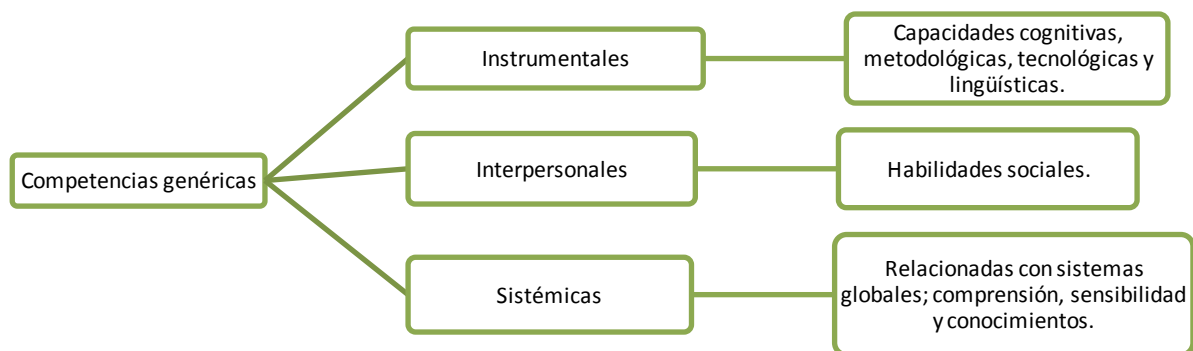 Competencias genéricas
Instrumentales
Capacidades cognitivas,
metodológicas, tecnológicas y
lingüísticas.
Interpersonales
Habilidades sociales.
Sistémicas
Relacionadas con sistemas
globales; comprensión, sensibilidad
y conocimientos.